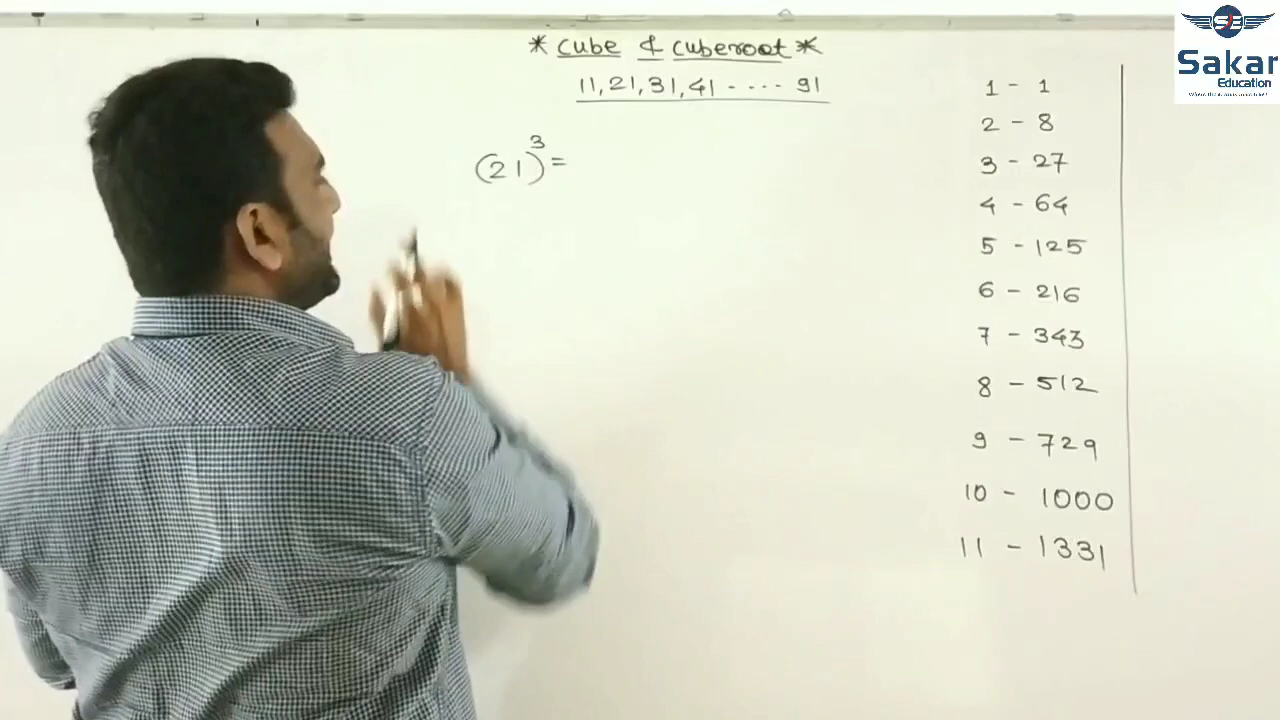 * cube & cuberoot *
11, 21, 31, 41 - - - - - 91
(21)³ =
1 - 1
2 - 8
3 - 27
4 - 64
5 - 125
6 - 216
7 - 343
8 - 512
9 - 729
10 - 1000
11 - 1331
SE
Sakar
Education